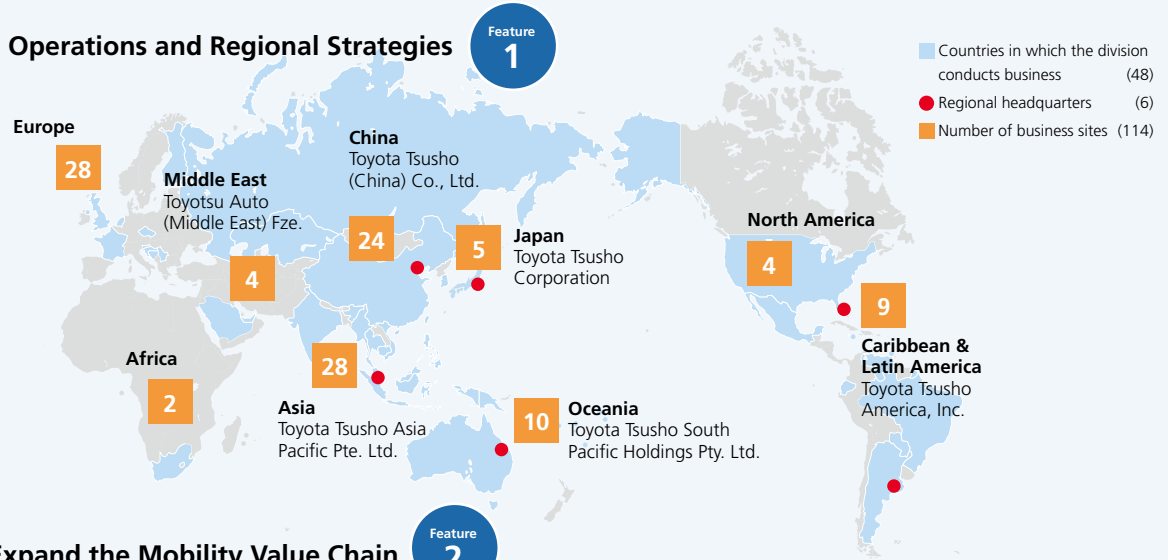 Operations and Regional Strategies
Feature
1
Countries in which the division
conducts business (48)
Regional headquarters (6)
Number of business sites (114)
Europe
28
Middle East
Toyotsu Auto
(Middle East) Fze.
4
China
Toyota Tsusho
(China) Co., Ltd.
24
5
Japan
Toyota Tsusho
Corporation
North America
4
9
Caribbean &
Latin America
Toyota Tsusho
America, Inc.
Africa
2
28
Asia
Toyota Tsusho Asia
Pacific Pte. Ltd.
10
Oceania
Toyota Tsusho South
Pacific Holdings Pty. Ltd.
Expand the Mobility Value Chain
Feature
2